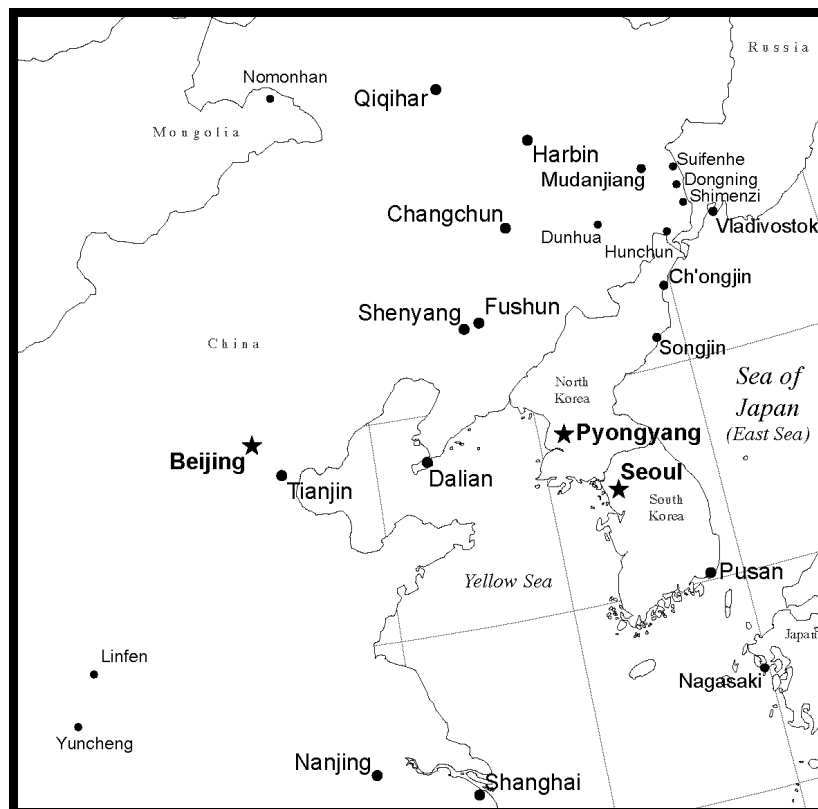 Russia
Nomonhan
Qiqihar
Mongolia
Harbin
Suifenhe
Mudanjiang
Dongning
Shimenzi
Changchun
Vladivostok
Dunhua
Hunchun
Ch'ongjin
Fushun
Shenyang
China
Songjin
North
Korea
Sea of
Japan
(East Sea)
Pyongyang
Beijing
Seoul
Dalian
Tianjin
South
Korea
Yellow Sea
Pusan
Japan
Linfen
Nagasaki
Yuncheng
Nanjing
Shanghai